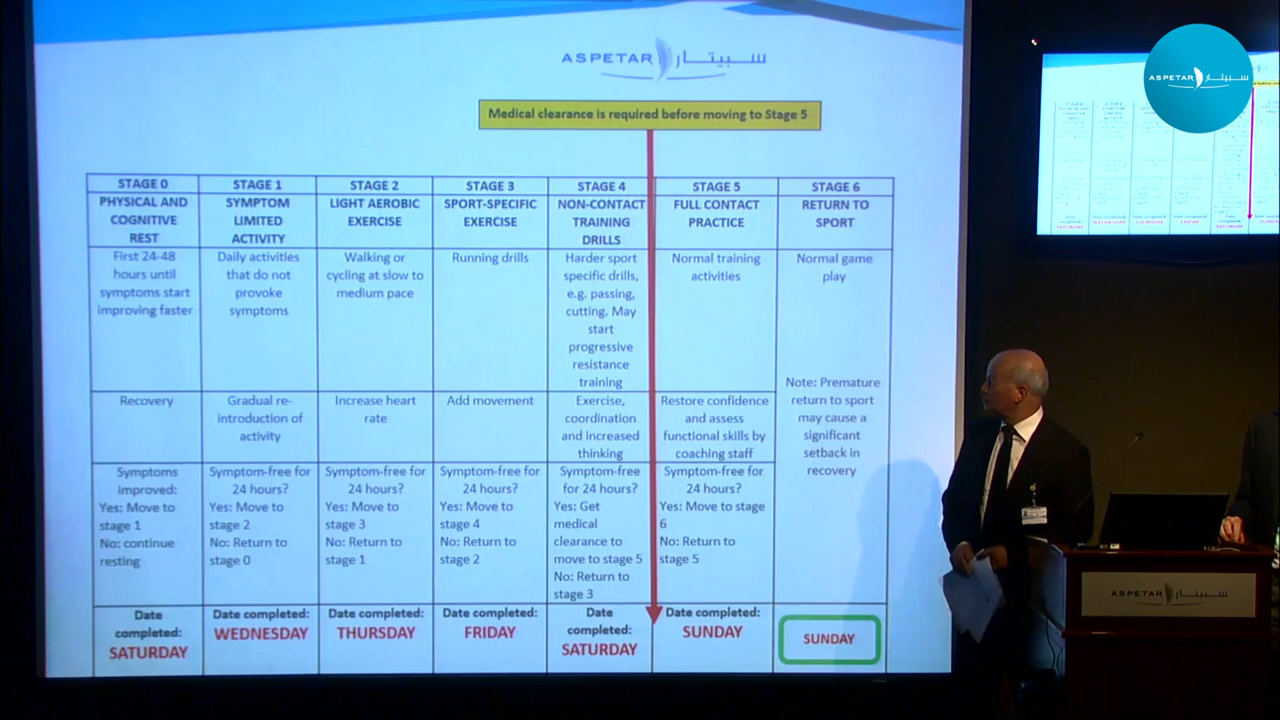 ASPETAR سبيتار
Medical clearance is required before moving to Stage 5
STAGE 0
PHYSICAL AND
COGNITIVE
REST
First 24-48
hours until
symptoms start
improving faster
Recovery
Symptoms
improved:
Yes: Move to
stage 1
No: continue
resting
Date
completed:
SATURDAY
STAGE 1
SYMPTOM
LIMITED
ACTIVITY
Daily activities
that do not
provoke
symptoms
Gradual re-
introduction of
activity
Symptom-free for
24 hours?
Yes: Move to
stage 2
No: Return to
stage 0
Date completed:
WEDNESDAY
STAGE 2
LIGHT AEROBIC
EXERCISE
Walking or
cycling at slow to
medium pace
Increase heart
rate
Symptom-free for
24 hours?
Yes: Move to
stage 3
No: Return to
stage 1
Date completed:
THURSDAY
STAGE 3
SPORT-SPECIFIC
EXERCISE
Running drills
Add movement
Symptom-free for
24 hours?
Yes: Move to
stage 4
No: Return to
stage 2
Date completed:
FRIDAY
STAGE 4
NON-CONTACT
TRAINING
DRILLS
Harder sport
specific drills,
e.g. passing,
cutting. May
start
progressive
resistance
training
Exercise,
coordination
and increased
thinking
Symptom-free
for 24 hours?
Yes: Get
medical
clearance to
move to stage 5
No: Return to
stage 3
Date
completed:
SATURDAY
STAGE 5
FULL CONTACT
PRACTICE
Normal training
activities
Restore confidence
and assess
functional skills by
coaching staff
Symptom-free for
24 hours?
Yes: Move to stage
6
No: Return to
stage 5
Date completed:
SUNDAY
STAGE 6
RETURN TO
SPORT
Normal game
play
Note: Premature
return to sport
may cause a
significant
setback in
recovery
SUNDAY
ASPETAR سبيتار
ASPETAR سبيتار